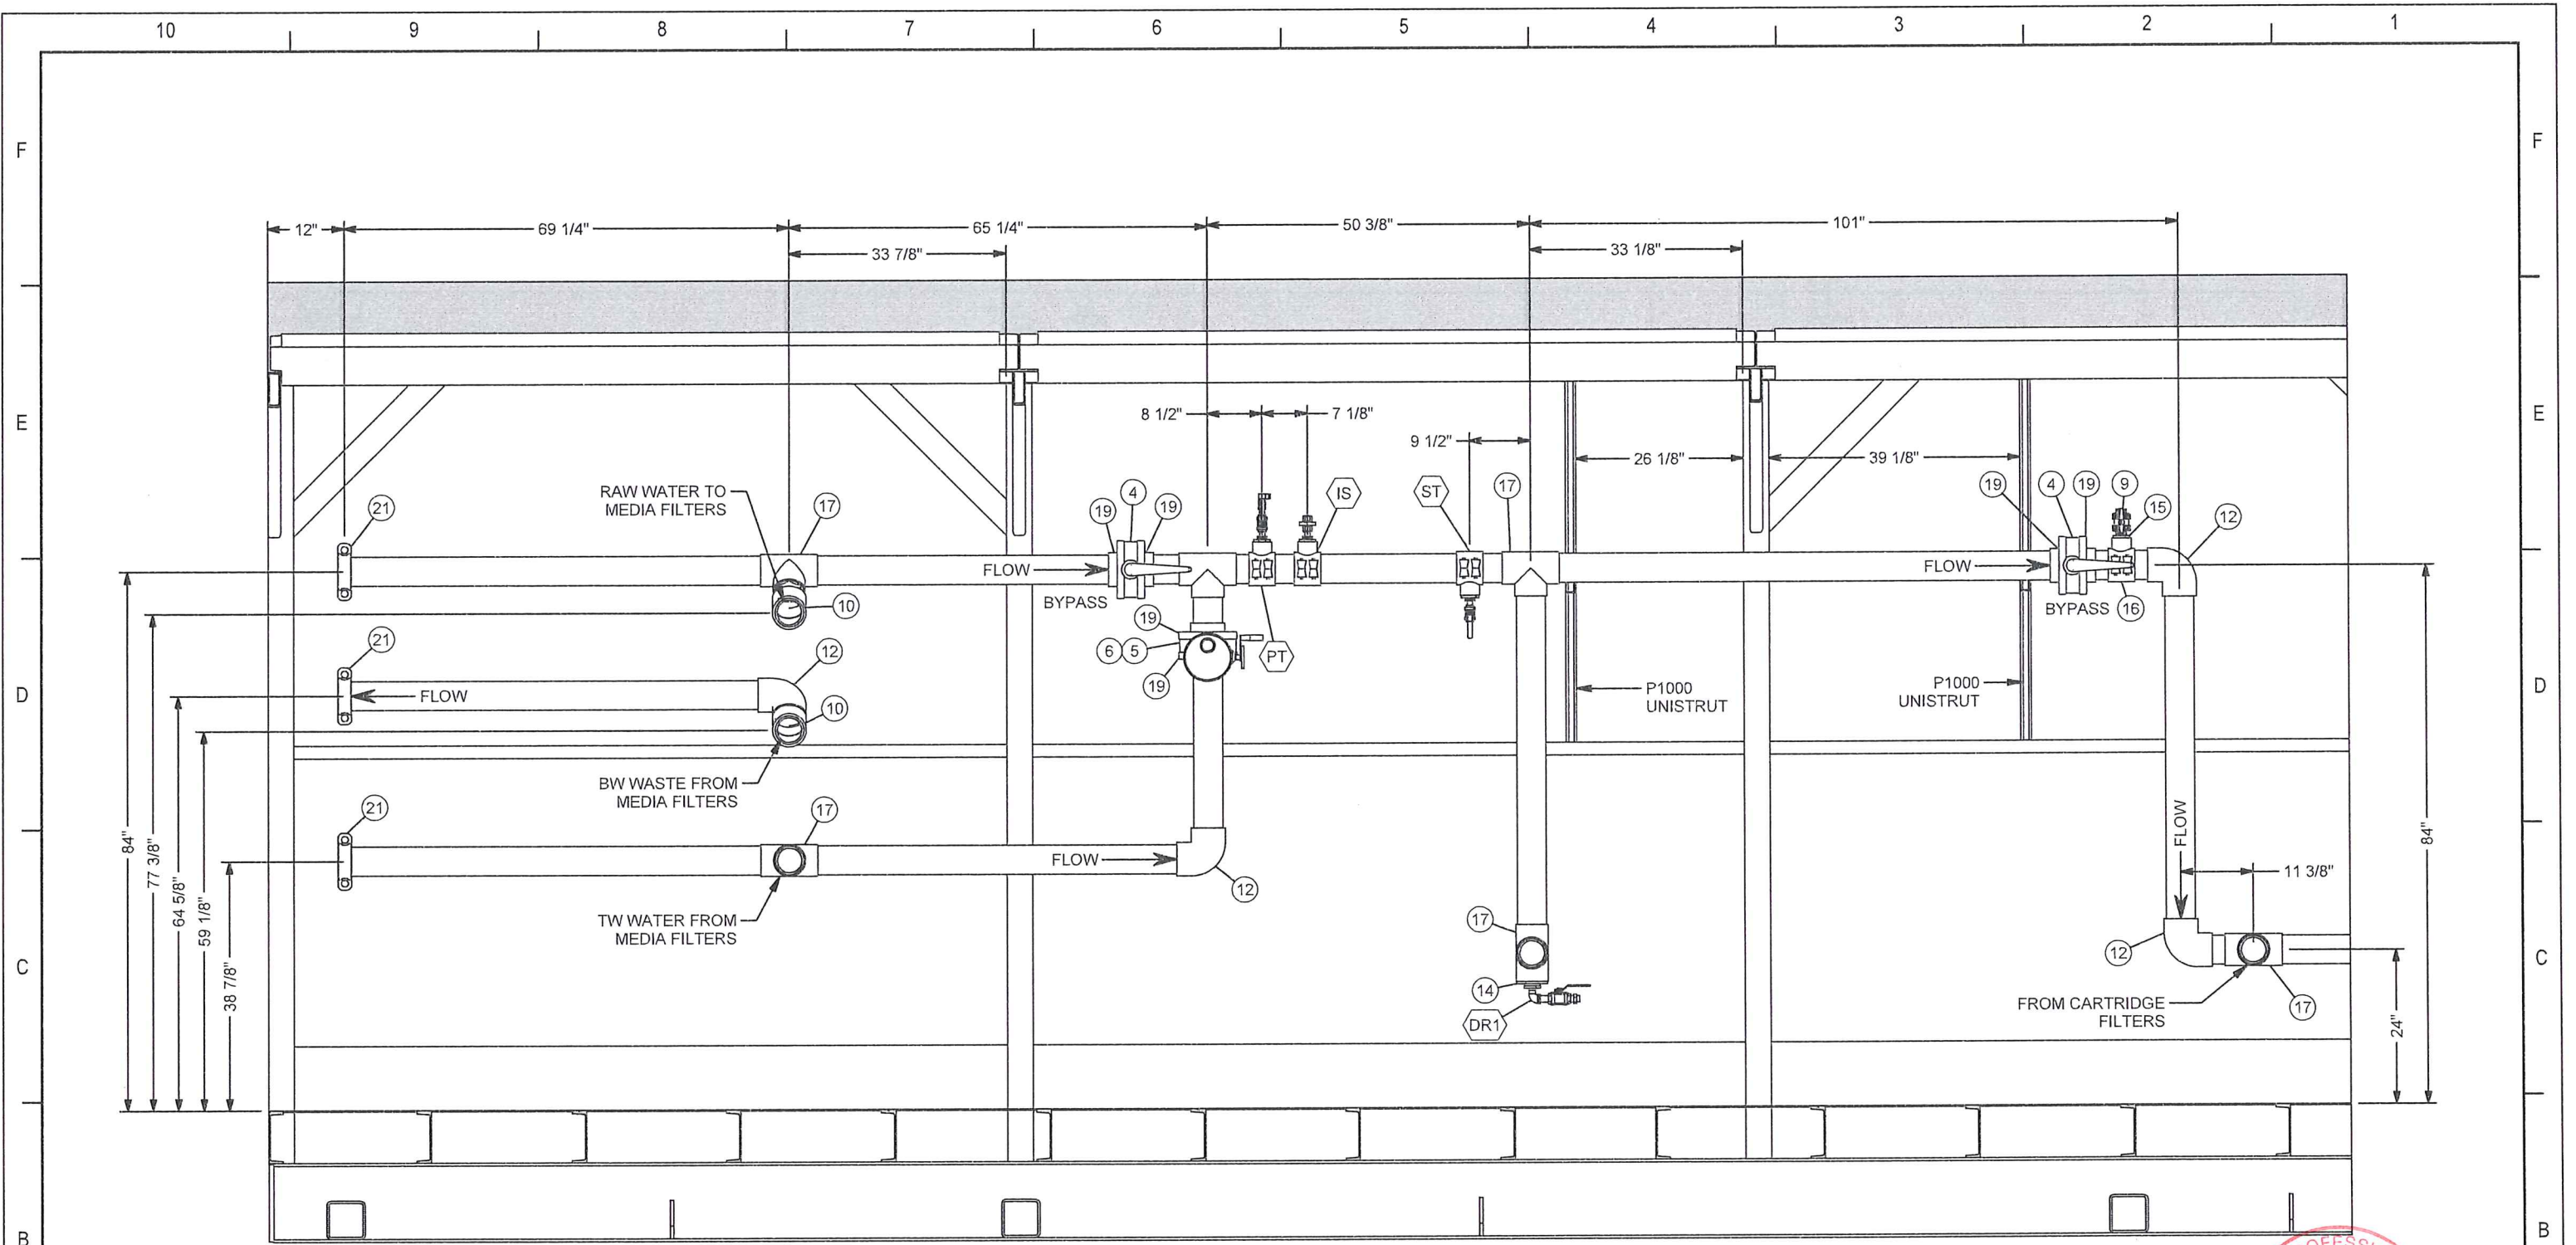 10 9 8 7 6 5 4 3 2 1
F F
12" 69 1/4" 65 1/4" 50 3/8" 101"
33 7/8" 33 1/8"
E E
8 1/2" 7 1/8"
9 1/2"
26 1/8" 39 1/8"
RAW WATER TO
MEDIA FILTERS
21 17 19 4 19 IS ST 17 19 4 19 9 15 12
FLOW FLOW
BYPASS BYPASS 16
10
19
6 5 PT
19
21 12
FLOW
10
P1000
UNISTRUT
P1000
UNISTRUT
D D
BW WASTE FROM
MEDIA FILTERS
21 17
FLOW
12
TW WATER FROM
MEDIA FILTERS
84"
77 3/8"
64 5/8"
59 1/8"
38 7/8"
FLOW
11 3/8"
84"
17
14
DR1
12
FROM CARTRIDGE
FILTERS
17
24"
C C
B B
OFESS